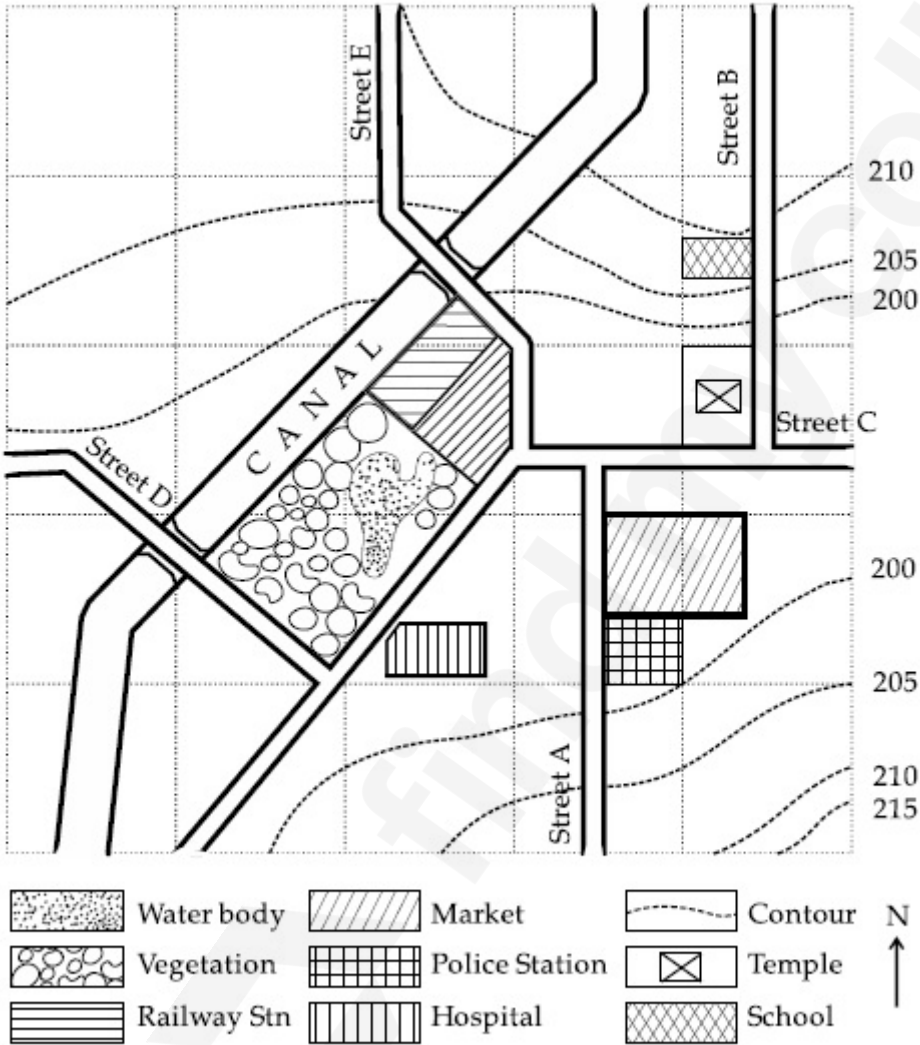 Street E
Street B
210
205
200
CANAL
Street C
Street D
200
205
Street A
210
215
Water body
Market
Contour
N
Vegetation
Police Station
Temple
Railway Stn
Hospital
School